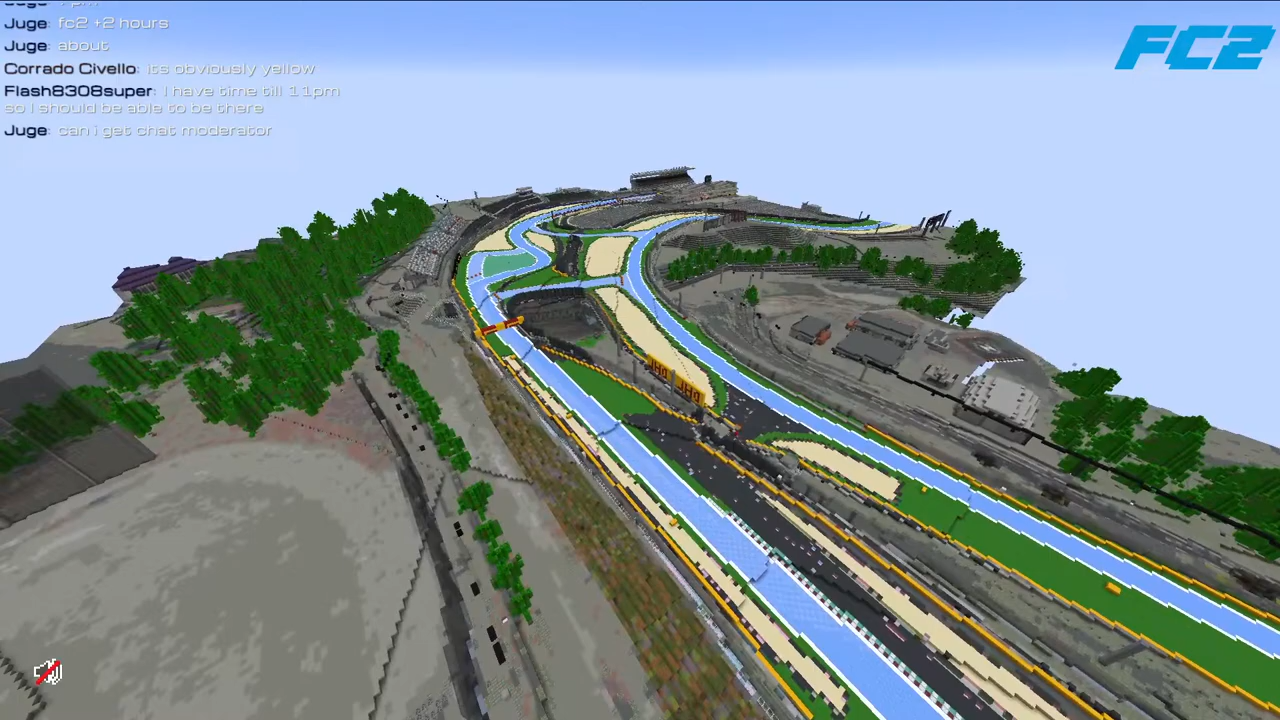 Juge: fc2 +2 hours
Juge: about
Corrado Civello: its obviously yellow
Flash8308super: I have time till 11pm
so I should be able to be there
Juge: can i get chat moderator
FC2